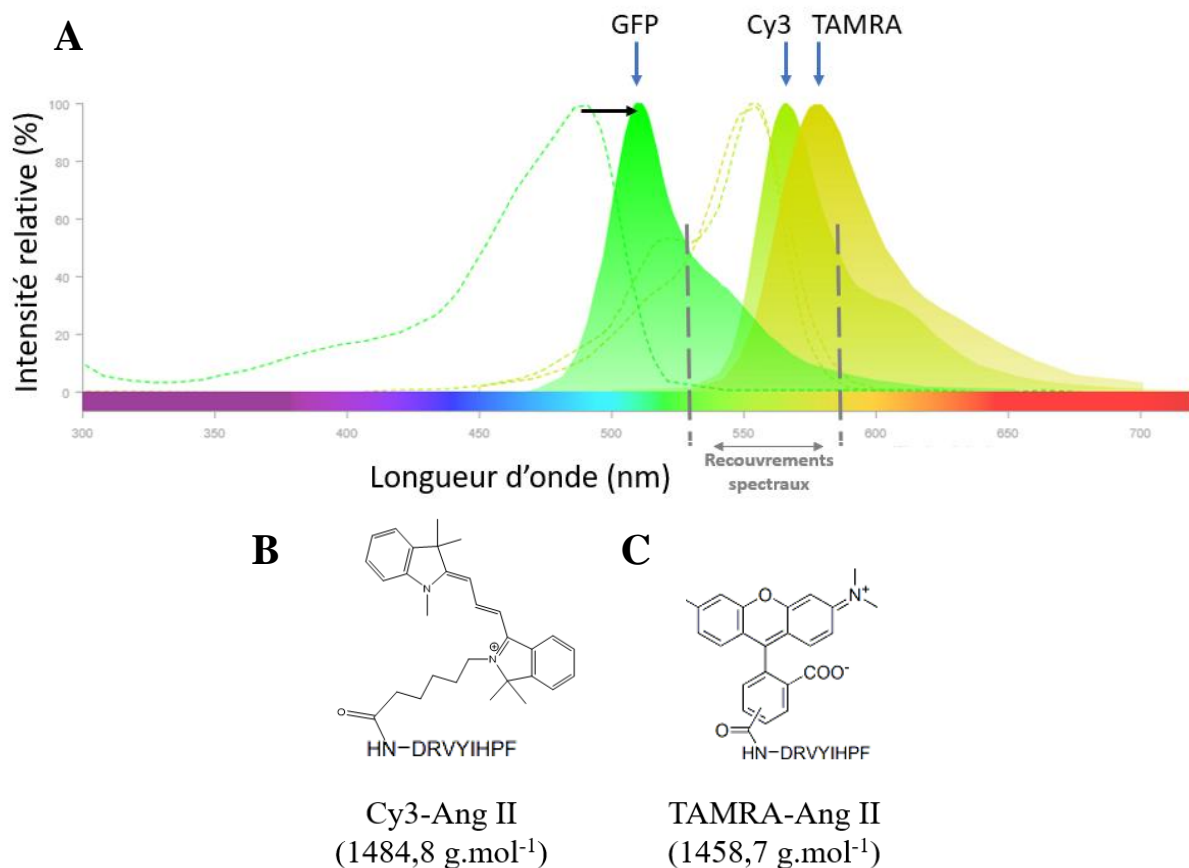 A
GFP Cy3 TAMRA
Intensité relative (%)
100
80
60
40
20
0
300 350 400 450 500 550 600 650 700
Longueur d'onde (nm)
Recouvrements
spectraux
B
N
N
⊕
O
HN-DRVYIHPF
Cy3-Ang II
(1484,8 g.mol⁻¹)
C
O
N⁺
COO⁻
O
HN-DRVYIHPF
TAMRA-Ang II
(1458,7 g.mol⁻¹)